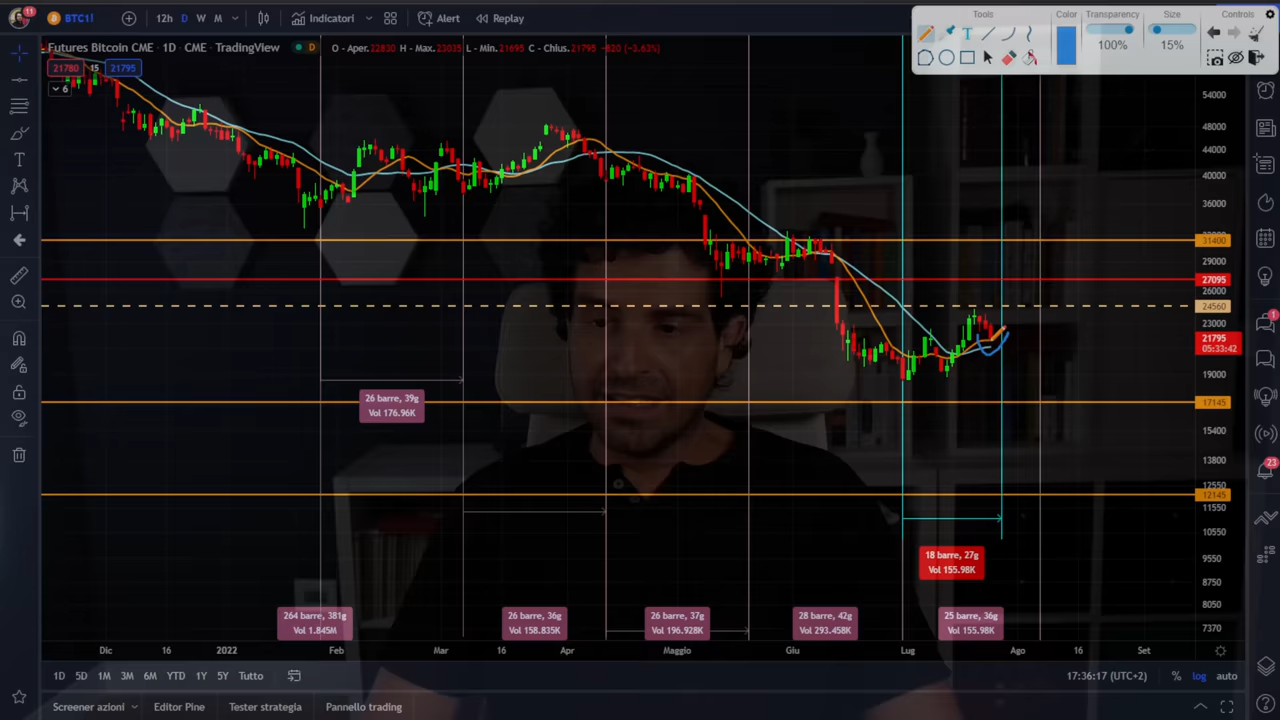 11
BTC1!
12h D W M
Indicatori
Alert
Replay
Tools
Color
Transparency
Size
Controls
100%
15%
Futures Bitcoin CME · 1D · CME · TradingView
D
O - Aper. 22830 H - Max. 23035 L - Min. 21695 C - Chius. 21795 -820 (-3.63%)
21780 15 21795
6
54000
48000
44000
40000
36000
31400
29000
27095
26000
24560
23000
21795
05:33:42
19000
17145
15400
13800
12550
12145
11550
10550
9550
8750
8050
7370
26 barre, 39g
Vol 176.96K
18 barre, 27g
Vol 155.98K
264 barre, 381g
Vol 1.845M
26 barre, 36g
Vol 158.835K
26 barre, 37g
Vol 196.928K
28 barre, 42g
Vol 293.458K
25 barre, 36g
Vol 155.98K
Dic 16 2022 Feb Mar 16 Apr Maggio Giu Lug Ago 16 Set
1D 5D 1M 3M 6M YTD 1Y 5Y Tutto
17:36:17 (UTC+2) % log auto
Screener azioni
Editor Pine
Tester strategia
Pannello trading
1
23